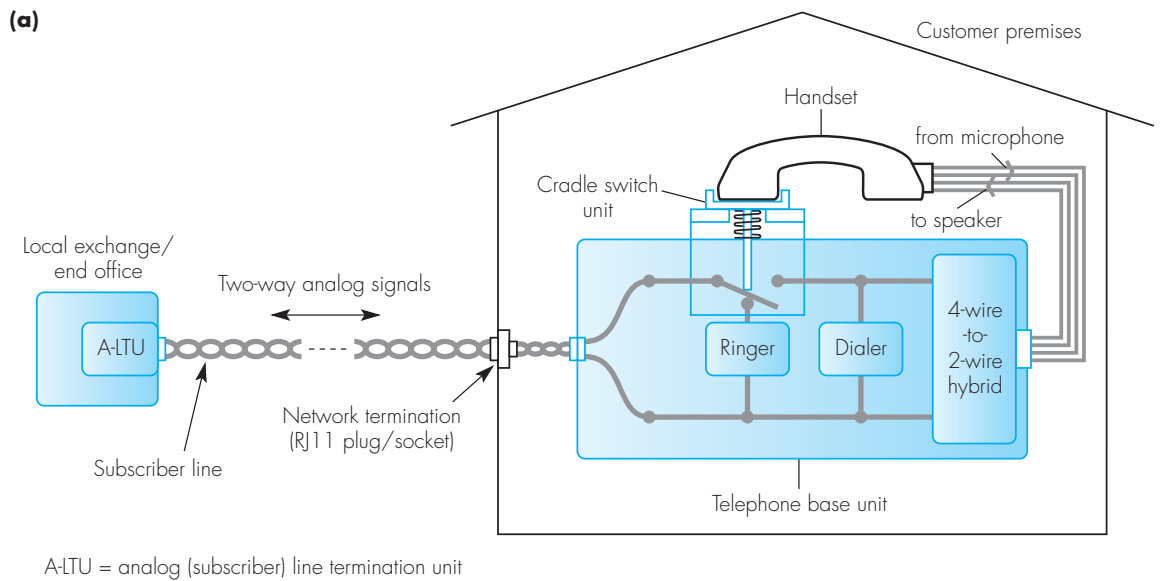 (a)
Customer premises
Handset
from microphone
Cradle switch
unit
to speaker
Local exchange/
end office
Two-way analog signals
A-LTU
Ringer
Dialer
4-wire
-to-
2-wire
hybrid
Network termination
(RJ11 plug/socket)
Subscriber line
Telephone base unit
A-LTU = analog (subscriber) line termination unit